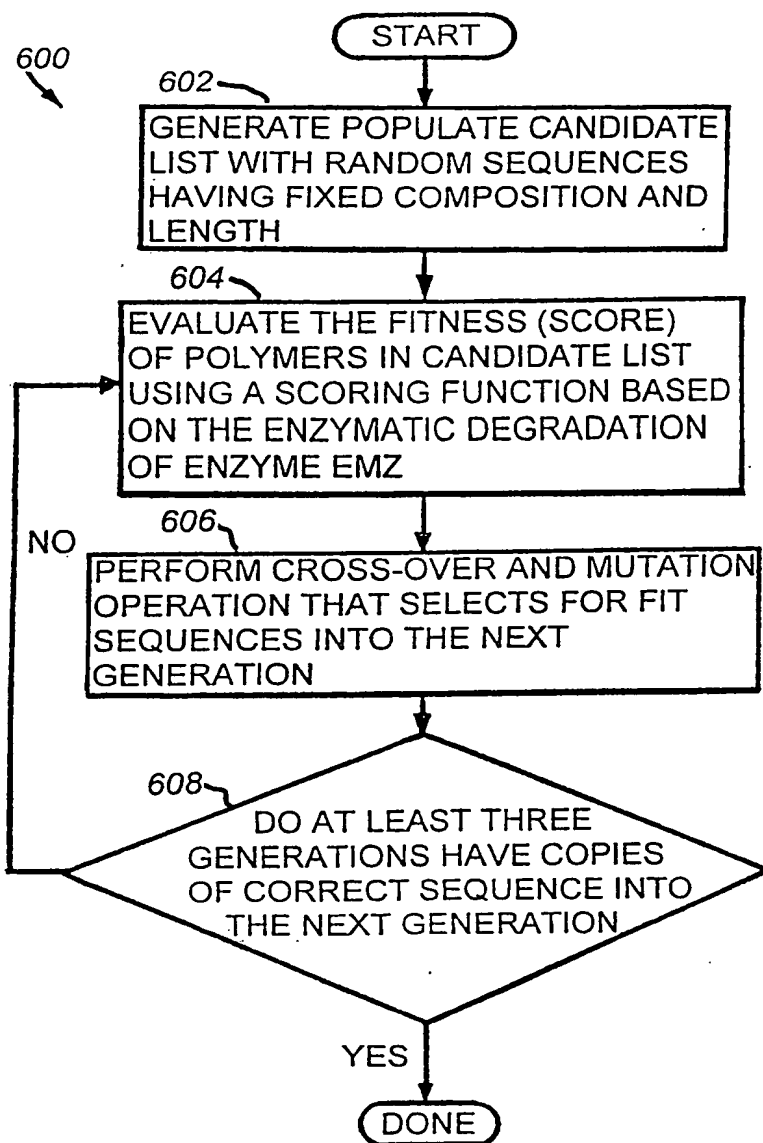 START
600
602
GENERATE POPULATE CANDIDATE
LIST WITH RANDOM SEQUENCES
HAVING FIXED COMPOSITION AND
LENGTH
604
EVALUATE THE FITNESS (SCORE)
OF POLYMERS IN CANDIDATE LIST
USING A SCORING FUNCTION BASED
ON THE ENZYMATIC DEGRADATION
OF ENZYME EMZ
NO
606
PERFORM CROSS-OVER AND MUTATION
OPERATION THAT SELECTS FOR FIT
SEQUENCES INTO THE NEXT
GENERATION
608
DO AT LEAST THREE
GENERATIONS HAVE COPIES
OF CORRECT SEQUENCE INTO
THE NEXT GENERATION
YES
DONE